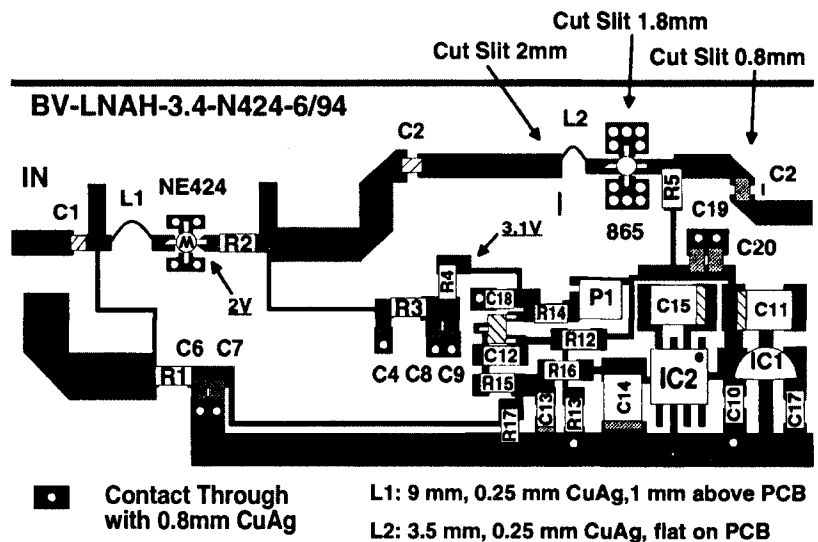 Cut Slit 1.8mm
Cut Slit 2mm
Cut Slit 0.8mm
BV-LNAH-3.4-N424-6/94
L2
C2
IN
L1
NE424
C2
C1
R5
C19
R2
865
3.1V
C20
2V
R4
C18
P1
C15
C11
R3
R14
R12
C4
C8
C9
C12
R16
IC2
IC1
C6
C7
R1
R15
C14
C10
C17
R17
C13
R13
Contact Through
with 0.8mm CuAg
L1: 9 mm, 0.25 mm CuAg,1 mm above PCB
L2: 3.5 mm, 0.25 mm CuAg, flat on PCB